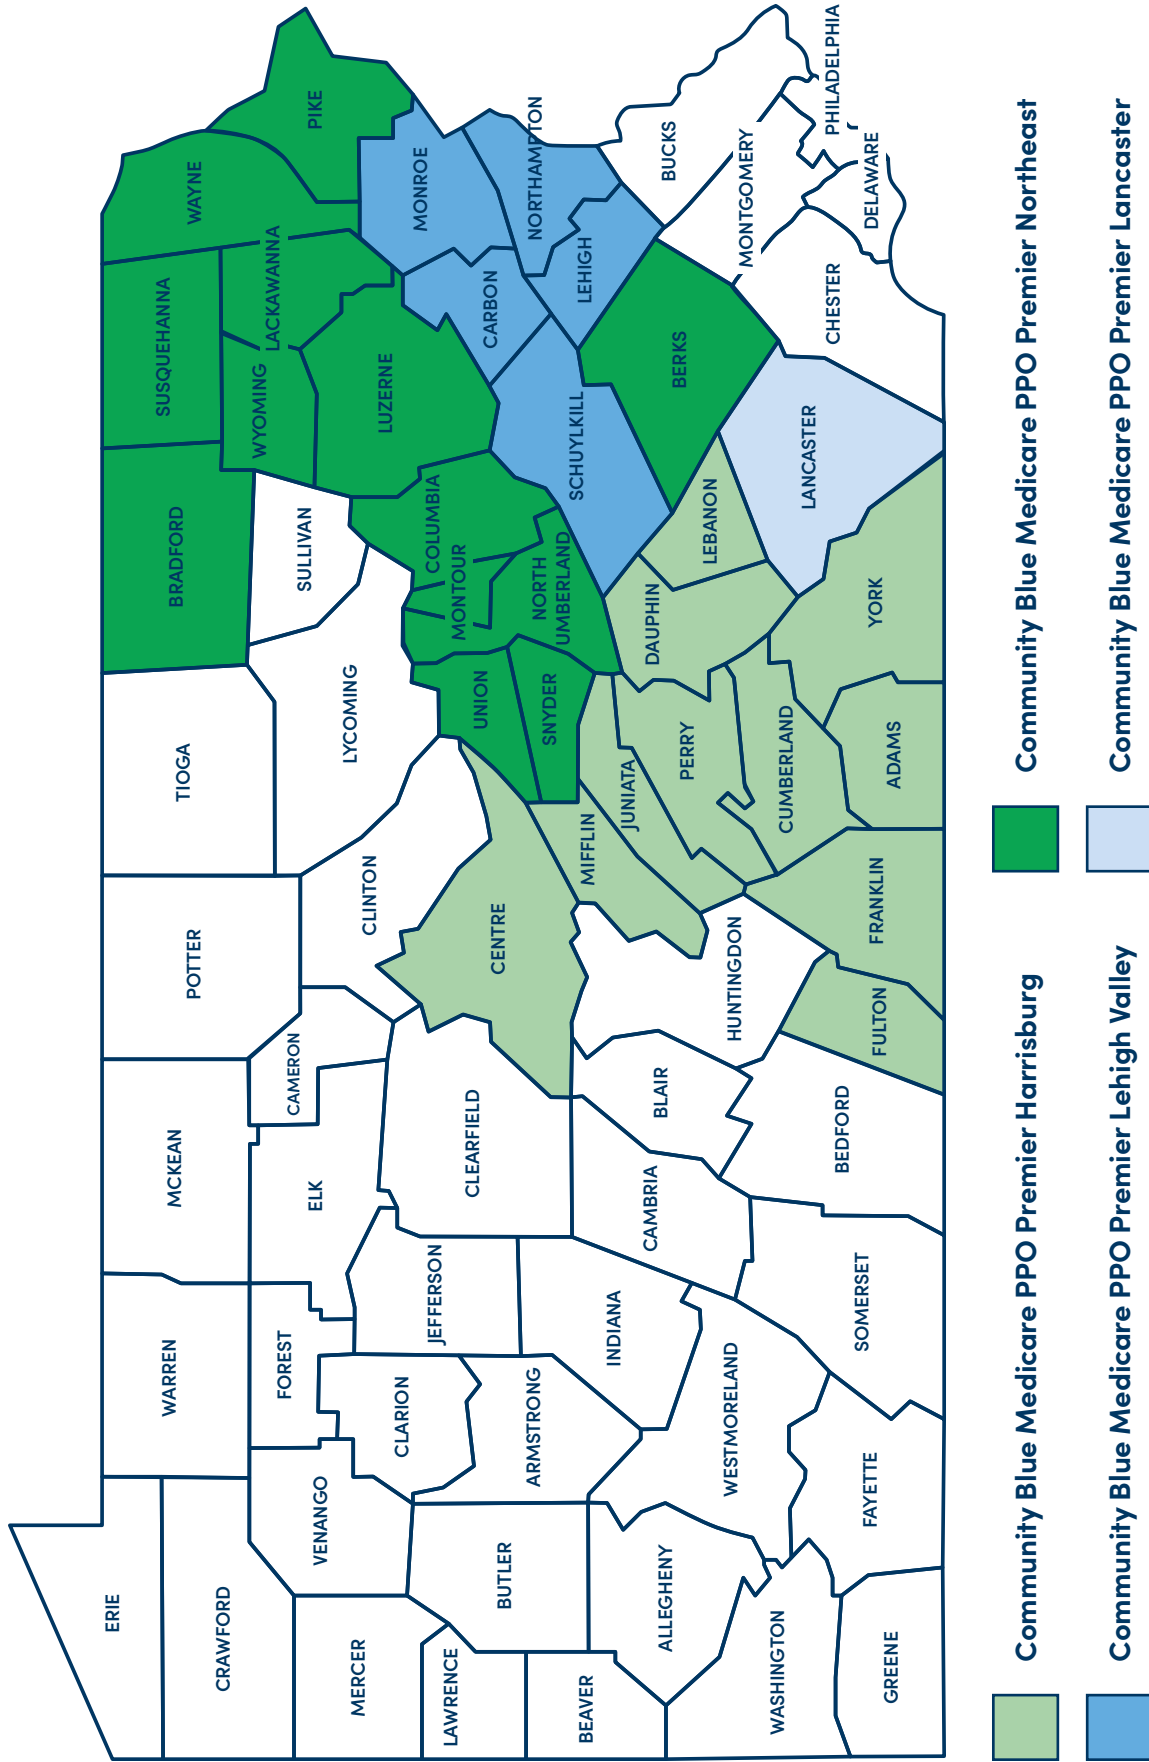 ERIE
CRAWFORD
WARREN
MCKEAN
POTTER
TIOGA
BRADFORD
SUSQUEHANNA
WAYNE
PIKE
MERCER
VENANGO
FOREST
ELK
CAMERON
CLINTON
LYCOMING
SULLIVAN
WYOMING
LACKAWANNA
LUZERNE
MONROE
LAWRENCE
BUTLER
CLARION
JEFFERSON
CLEARFIELD
CENTRE
UNION
MONTOUR
COLUMBIA
NORTH
UMBERLAND
SNYDER
SCHUYLKILL
CARBON
NORTHAMPTON
LEHIGH
BEAVER
ALLEGHENY
ARMSTRONG
INDIANA
CAMBRIA
BLAIR
HUNTINGDON
MIFFLIN
JUNIATA
PERRY
DAUPHIN
LEBANON
BERKS
BUCKS
MONTGOMERY
PHILADELPHIA
WASHINGTON
WESTMORELAND
SOMERSET
BEDFORD
FULTON
FRANKLIN
CUMBERLAND
ADAMS
YORK
LANCASTER
CHESTER
DELAWARE
GREENE
FAYETTE
Community Blue Medicare PPO Premier Harrisburg
Community Blue Medicare PPO Premier Northeast
Community Blue Medicare PPO Premier Lehigh Valley
Community Blue Medicare PPO Premier Lancaster